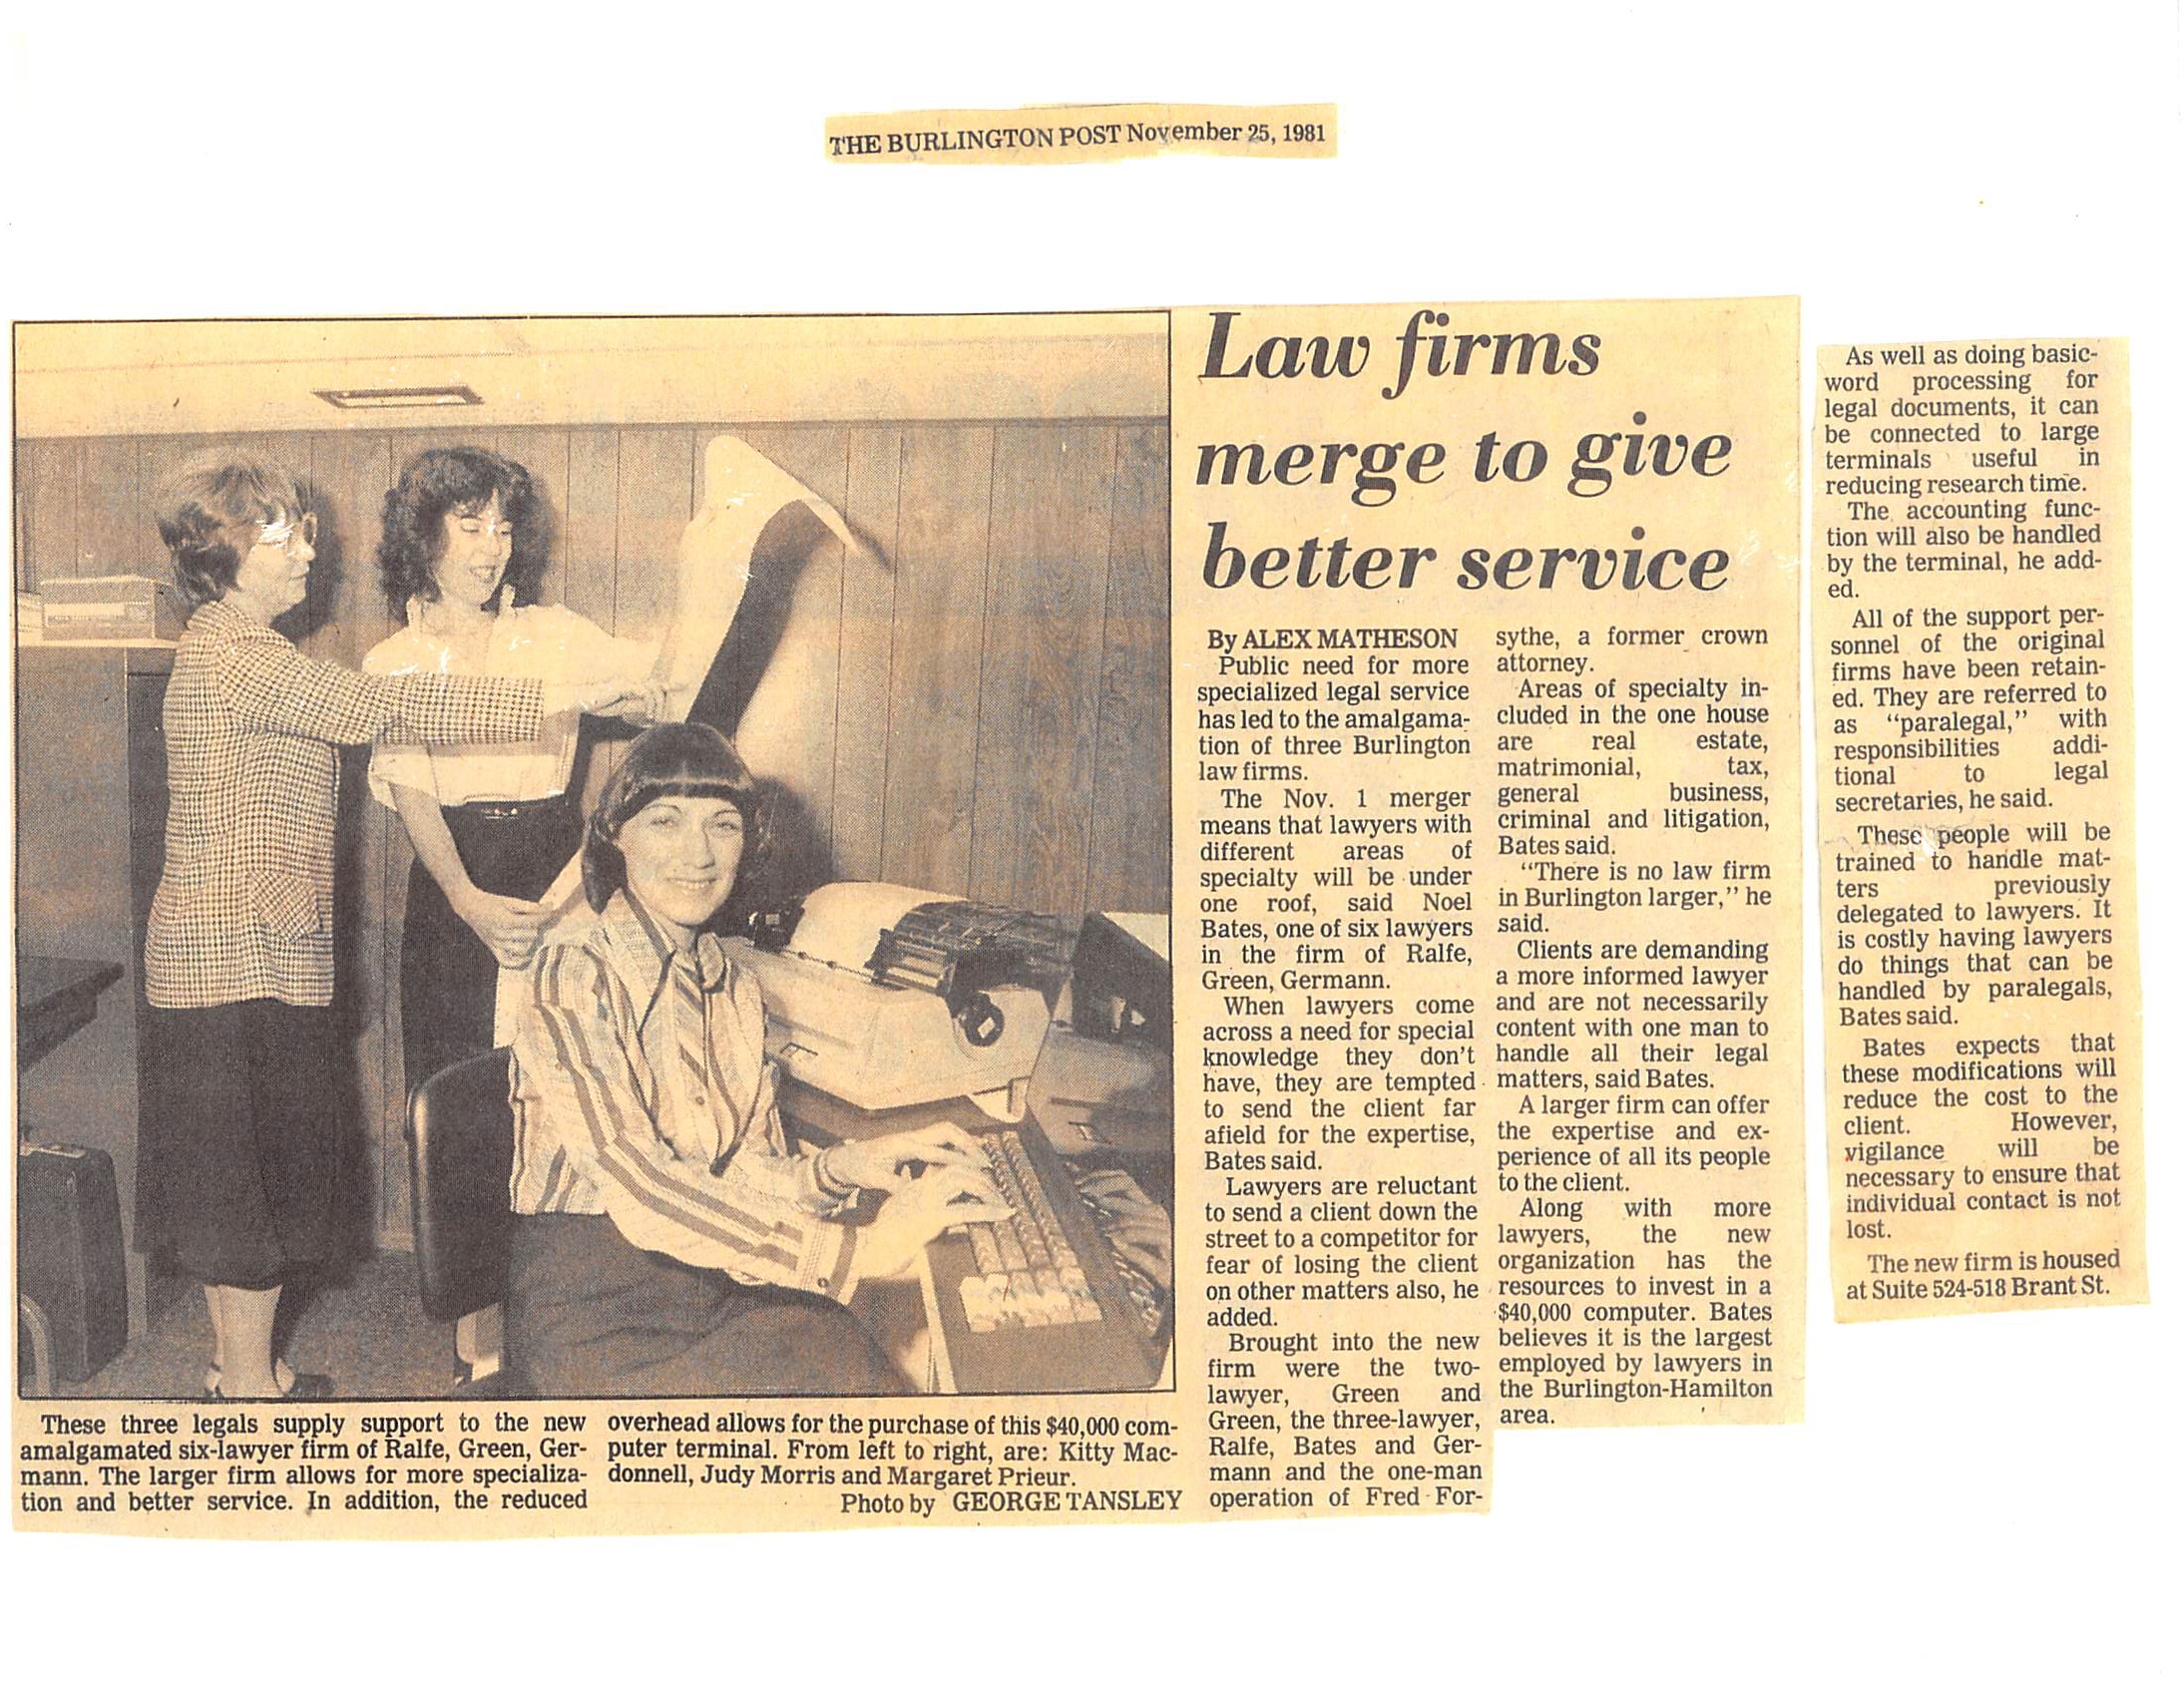 THE BURLINGTON POST November 25, 1981
Law firms
merge to give
better service
By ALEX MATHESON
Public need for more
specialized legal service
has led to the amalgama-
tion of three Burlington
law firms.
The Nov. 1 merger
means that lawyers with
different areas of
specialty will be under
one roof, said Noel
Bates, one of six lawyers
in the firm of Ralfe,
Green, Germann.
When lawyers come
across a need for special
knowledge they don't
have, they are tempted
to send the client far
afield for the expertise,
Bates said.
Lawyers are reluctant
to send a client down the
street to a competitor for
fear of losing the client
on other matters also, he
added.
Brought into the new
firm were the two-
lawyer, Green and
Green, the three-lawyer,
Ralfe, Bates and Ger-
mann and the one-man
operation of Fred For-
sythe, a former crown
attorney.
Areas of specialty in-
cluded in the one house
are real estate,
matrimonial, tax,
general business,
criminal and litigation,
Bates said.
"There is no law firm
in Burlington larger," he
said.
Clients are demanding
a more informed lawyer
and are not necessarily
content with one man to
handle all their legal
matters, said Bates.
A larger firm can offer
the expertise and ex-
perience of all its people
to the client.
Along with more
lawyers, the new
organization has the
resources to invest in a
$40,000 computer. Bates
believes it is the largest
employed by lawyers in
the Burlington-Hamilton
area.
As well as doing basic-
word processing for
legal documents, it can
be connected to large
terminals useful in
reducing research time.
The accounting func-
tion will also be handled
by the terminal, he add-
ed.
All of the support per-
sonnel of the original
firms have been retain-
ed. They are referred to
as "paralegal," with
responsibilities addi-
tional to legal
secretaries, he said.
These people will be
trained to handle mat-
ters previously
delegated to lawyers. It
is costly having lawyers
do things that can be
handled by paralegals,
Bates said.
Bates expects that
these modifications will
reduce the cost to the
client. However,
vigilance will be
necessary to ensure that
individual contact is not
lost.
The new firm is housed
at Suite 524-518 Brant St.
These three legals supply support to the new
amalgamated six-lawyer firm of Ralfe, Green, Ger-
mann. The larger firm allows for more specializa-
tion and better service. In addition, the reduced
overhead allows for the purchase of this $40,000 com-
puter terminal. From left to right, are: Kitty Mac-
donnell, Judy Morris and Margaret Prieur.
Photo by GEORGE TANSLEY